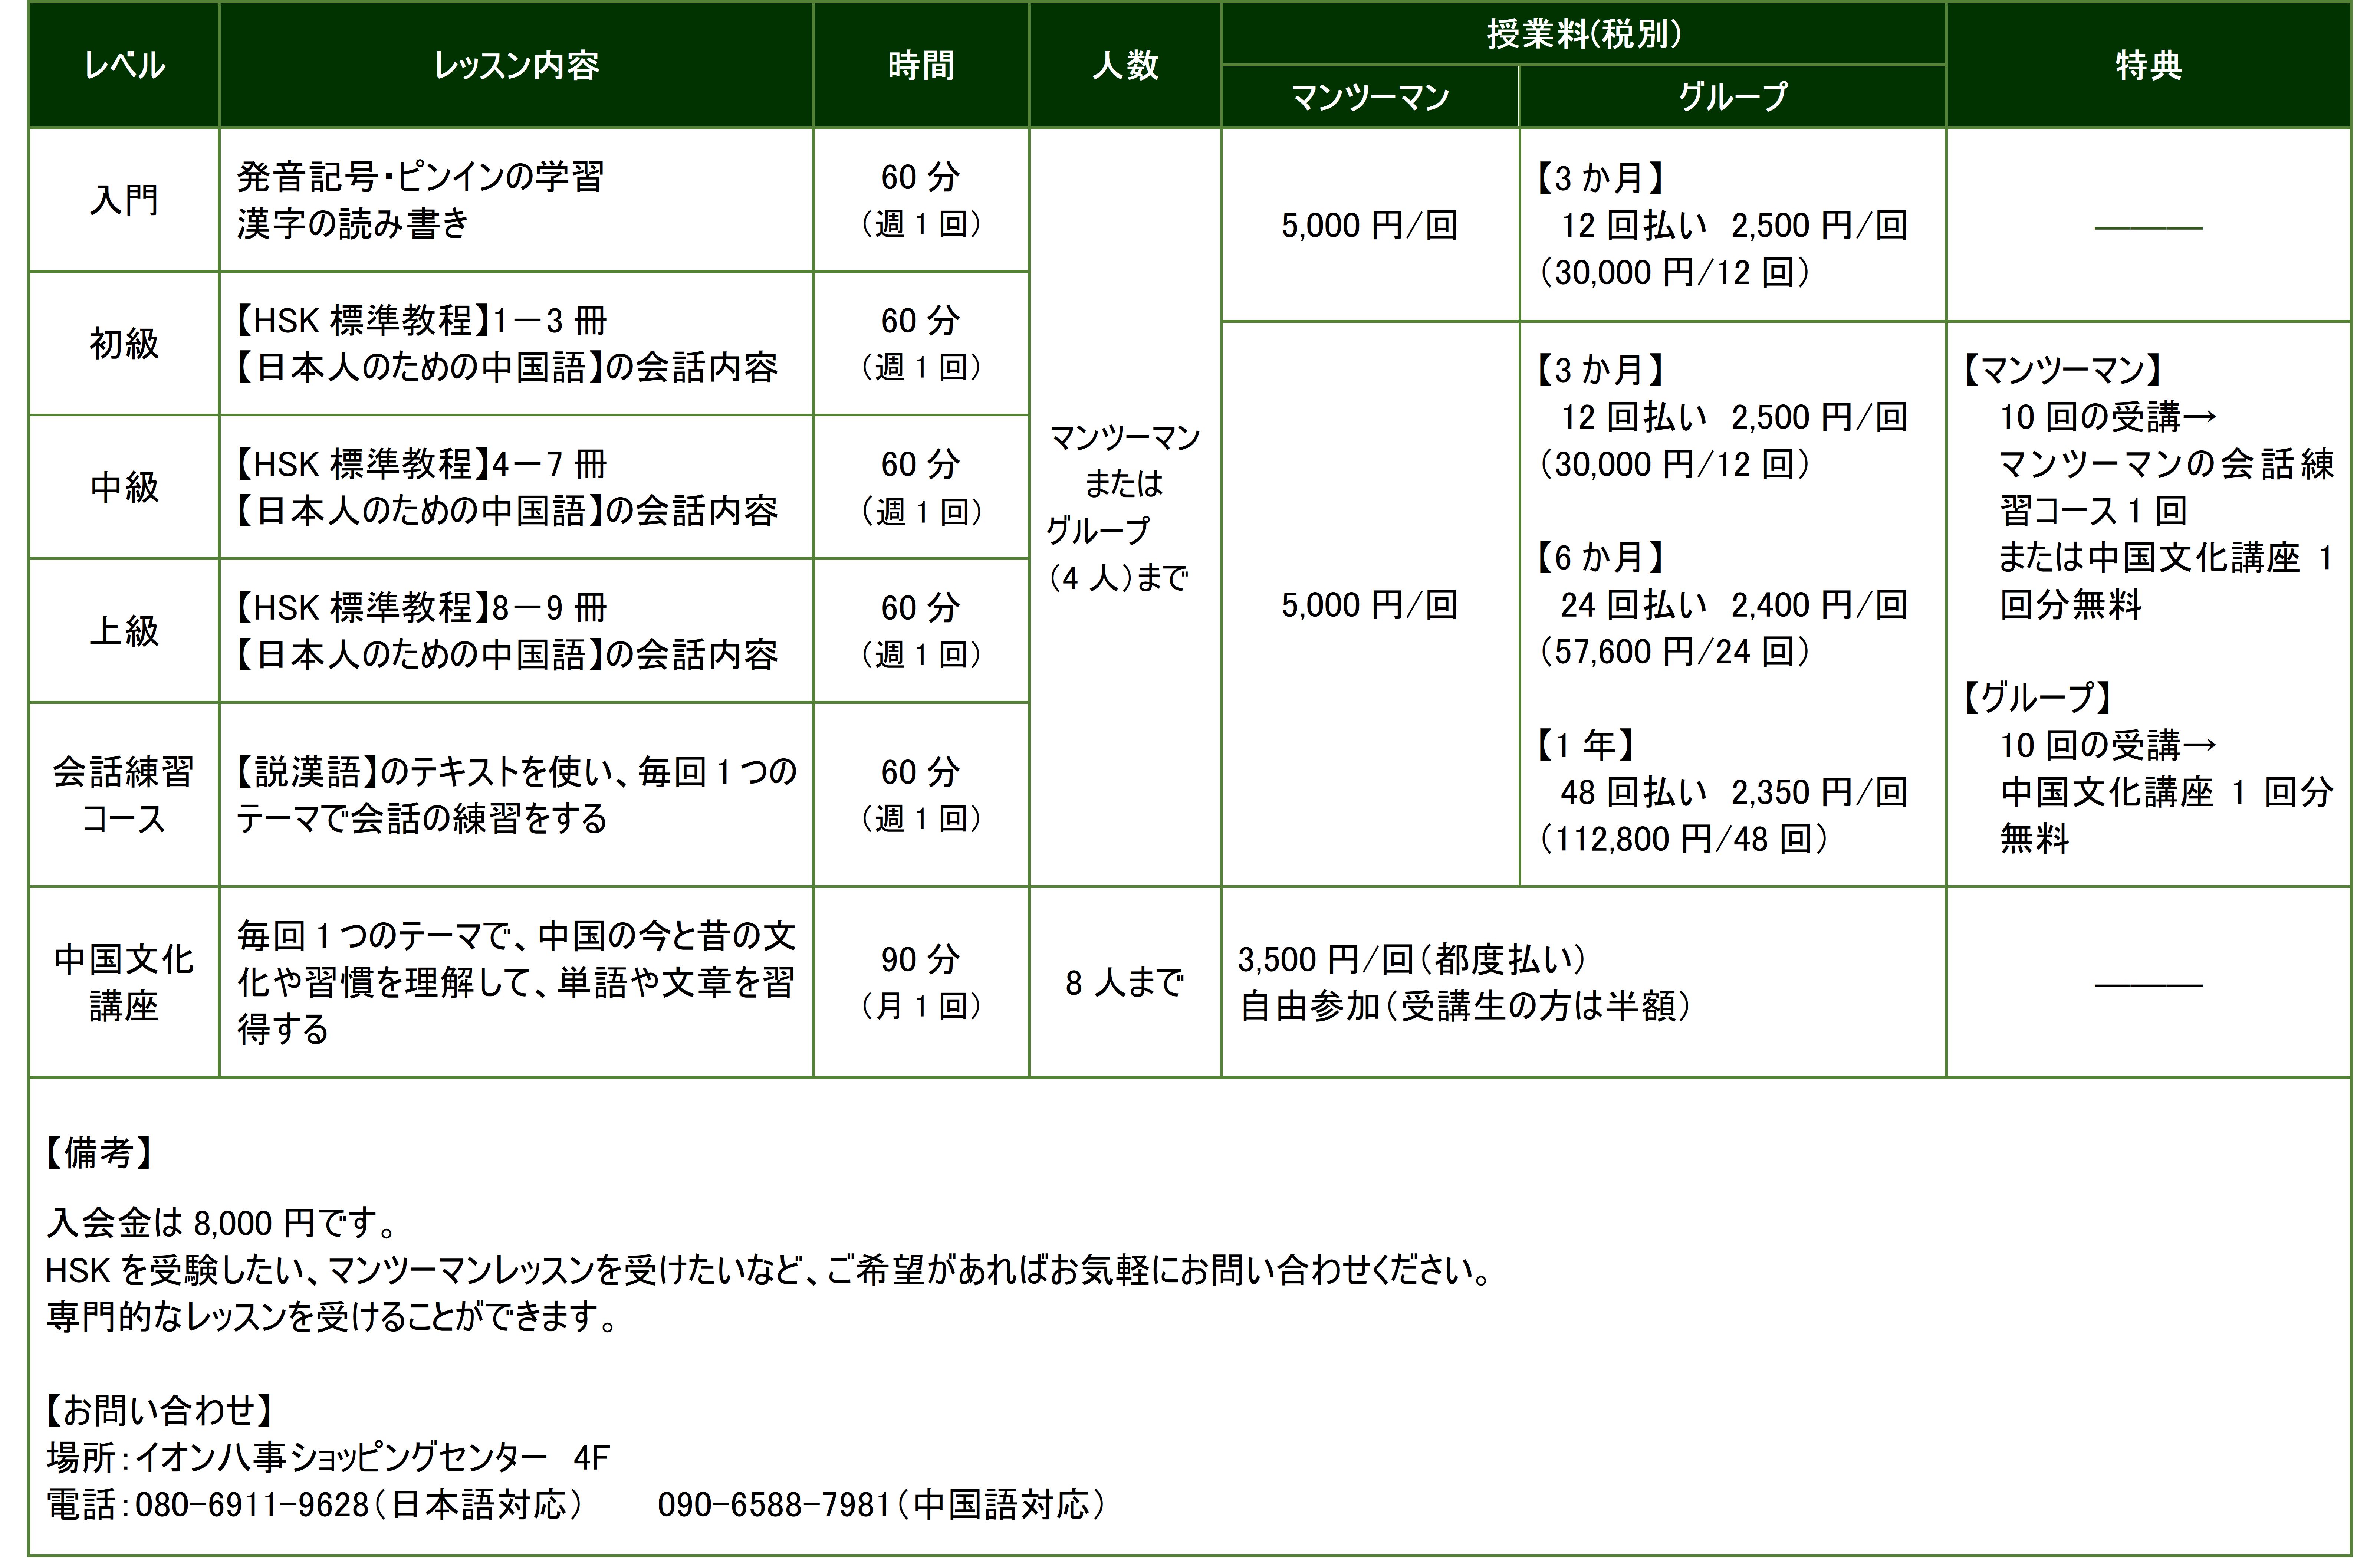 レベル
レッスン内容
時間
人数
授業料(税別)
マンツーマン
グループ
特典
入門
発音記号・ピンインの学習
漢字の読み書き
60 分
(週 1 回)
マンツーマン
または
グループ
(4 人)まで
5,000 円/回
【3 か月】
12 回払い　2,500 円/回
(30,000 円/12 回)
———
初級
【HSK 標準教程】1－3 冊
【日本人のための中国語】の会話内容
60 分
(週 1 回)
中級
【HSK 標準教程】4－7 冊
【日本人のための中国語】の会話内容
60 分
(週 1 回)
上級
【HSK 標準教程】8－9 冊
【日本人のための中国語】の会話内容
60 分
(週 1 回)
会話練習
コース
【説漢語】のテキストを使い、毎回 1 つの
テーマで会話の練習をする
60 分
(週 1 回)
5,000 円/回
【3 か月】
12 回払い　2,500 円/回
(30,000 円/12 回)
【6 か月】
24 回払い　2,400 円/回
(57,600 円/24 回)
【1 年】
48 回払い　2,350 円/回
(112,800 円/48 回)
【マンツーマン】
10 回の受講→
マンツーマンの会話練
習コース 1 回
または中国文化講座 1
回分無料
【グループ】
10 回の受講→
中国文化講座 1 回分
無料
中国文化
講座
毎回 1 つのテーマで、中国の今と昔の文
化や習慣を理解して、単語や文章を習
得する
90 分
(月 1 回)
8 人まで
3,500 円/回(都度払い)
自由参加(受講生の方は半額)
———
【備考】
入会金は 8,000 円です。
HSK を受験したい、マンツーマンレッスンを受けたいなど、ご希望があればお気軽にお問い合わせください。
専門的なレッスンを受けることができます。
【お問い合わせ】
場所：イオン八事ショッピングセンター　4F
電話：080-6911-9628(日本語対応)　　090-6588-7981(中国語対応)